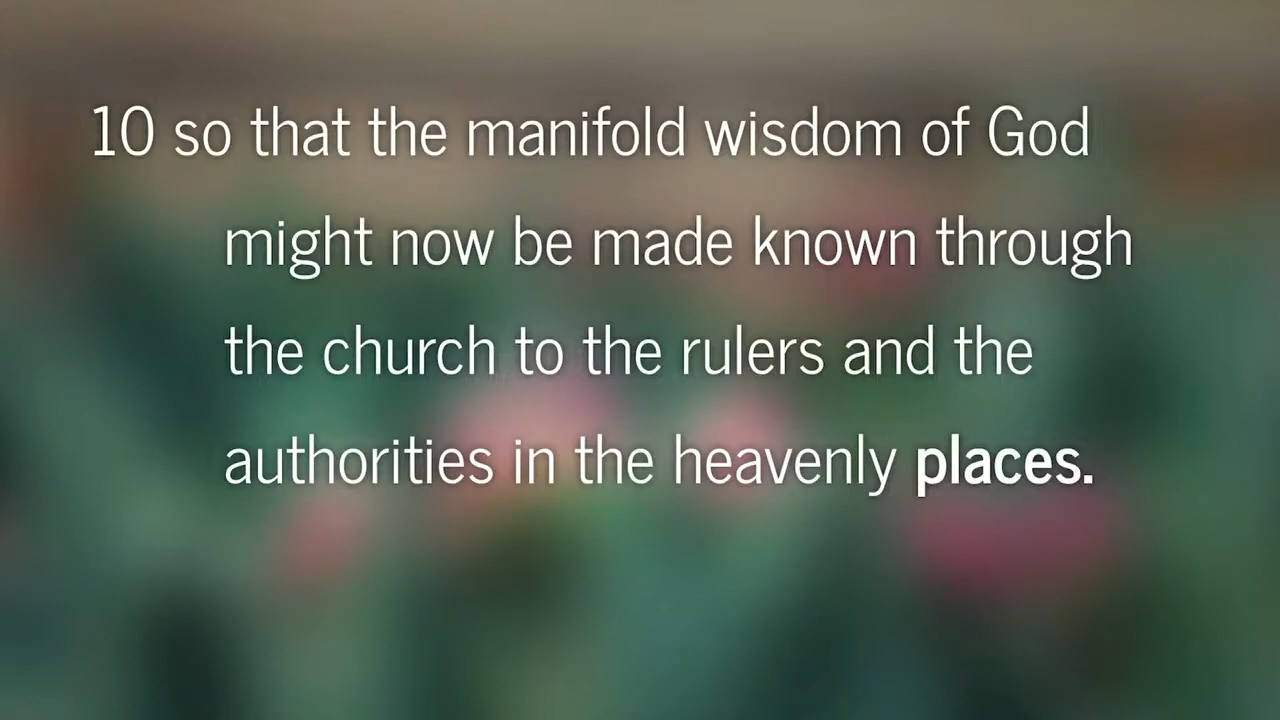 10 so that the manifold wisdom of God
might now be made known through
the church to the rulers and the
authorities in the heavenly places.